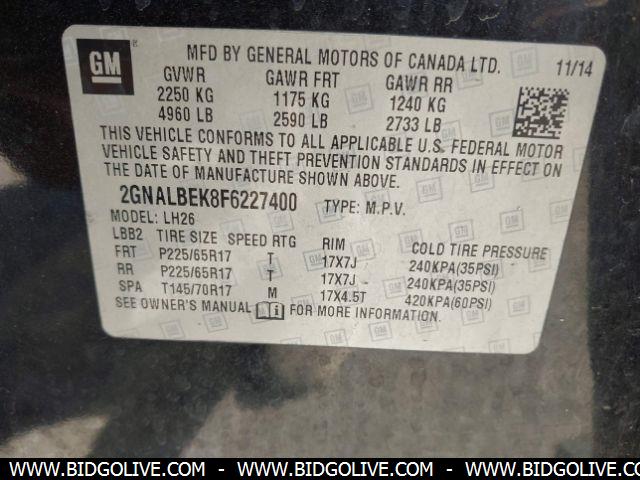 GM
MFD BY GENERAL MOTORS OF CANADA LTD. 11/14
GVWR GAWR FRT GAWR RR
2250 KG 1175 KG 1240 KG
4960 LB 2590 LB 2733 LB
THIS VEHICLE CONFORMS TO ALL APPLICABLE U.S. FEDERAL MOTOR
VEHICLE SAFETY AND THEFT PREVENTION STANDARDS IN EFFECT ON
THE DATE OF MANUFACTURE SHOWN ABOVE.
2GNALBEK8F6227400 TYPE: M.P.V.
MODEL: LH26
LBB2 TIRE SIZE SPEED RTG RIM COLD TIRE PRESSURE
FRT P225/65R17 T 17X7J 240KPA(35PSI)
RR P225/65R17 T 17X7J 240KPA(35PSI)
SPA T145/70R17 M 17X4.5T 420KPA(60PSI)
SEE OWNER'S MANUAL FOR MORE INFORMATION.
WWW.BIDGOLIVE.COM - WWW.BIDGOLIVE.COM - WWW.BIDGOLIVE.COM